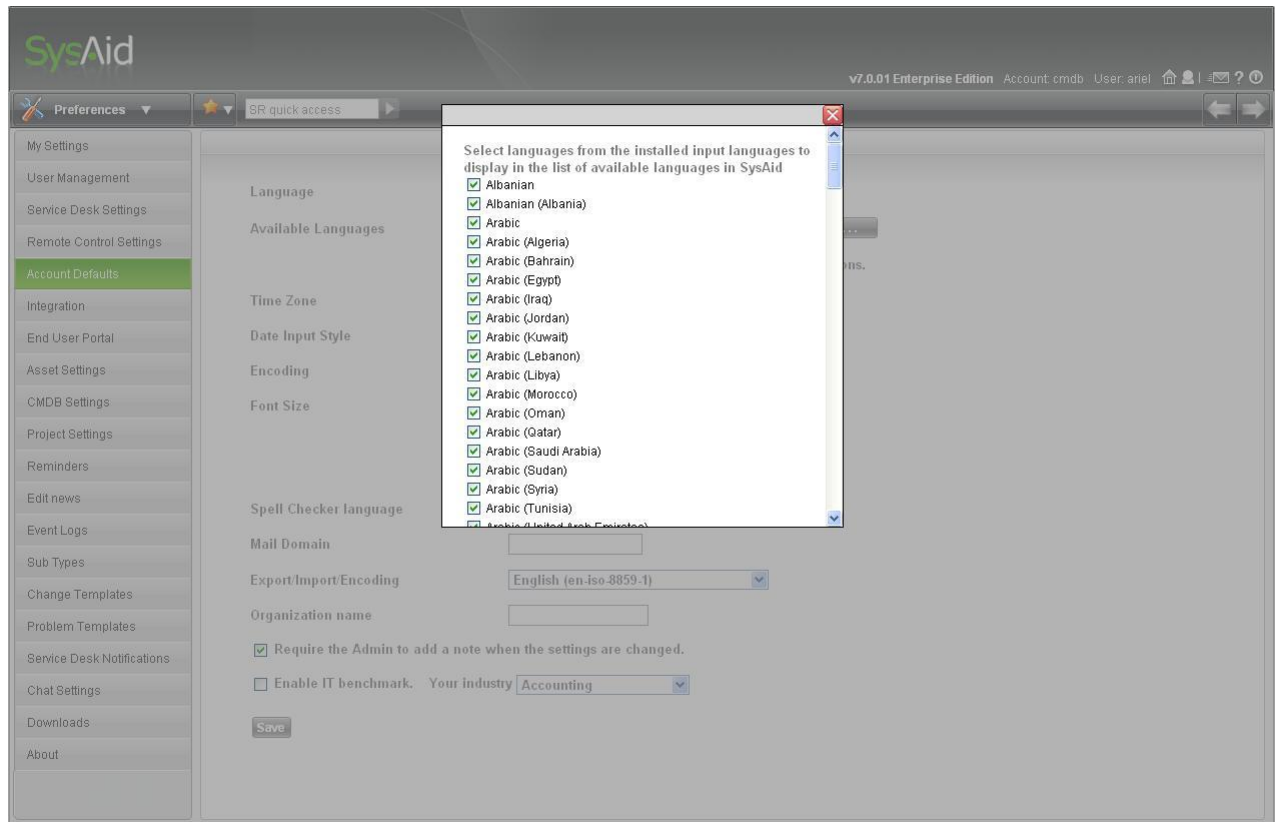 SysAid
v7.0.01 Enterprise Edition Account: cmdb User: ariel
Preferences
SR quick access
My Settings
User Management
Service Desk Settings
Remote Control Settings
Account Defaults
Integration
End User Portal
Asset Settings
CMDB Settings
Project Settings
Reminders
Edit news
Event Logs
Sub Types
Change Templates
Problem Templates
Service Desk Notifications
Chat Settings
Downloads
About
Select languages from the installed input languages to
display in the list of available languages in SysAid
Albanian
Albanian (Albania)
Arabic
Arabic (Algeria)
Arabic (Bahrain)
Arabic (Egypt)
Arabic (Iraq)
Arabic (Jordan)
Arabic (Kuwait)
Arabic (Lebanon)
Arabic (Libya)
Arabic (Morocco)
Arabic (Oman)
Arabic (Qatar)
Arabic (Saudi Arabia)
Arabic (Sudan)
Arabic (Syria)
Arabic (Tunisia)
Arabic (United Arab Emirates)
Language
Available Languages
...
ons.
Time Zone
Date Input Style
Encoding
Font Size
Spell Checker language
Mail Domain
Export/Import/Encoding English (en-iso-8859-1)
Organization name
Require the Admin to add a note when the settings are changed.
Enable IT benchmark. Your industry Accounting
Save